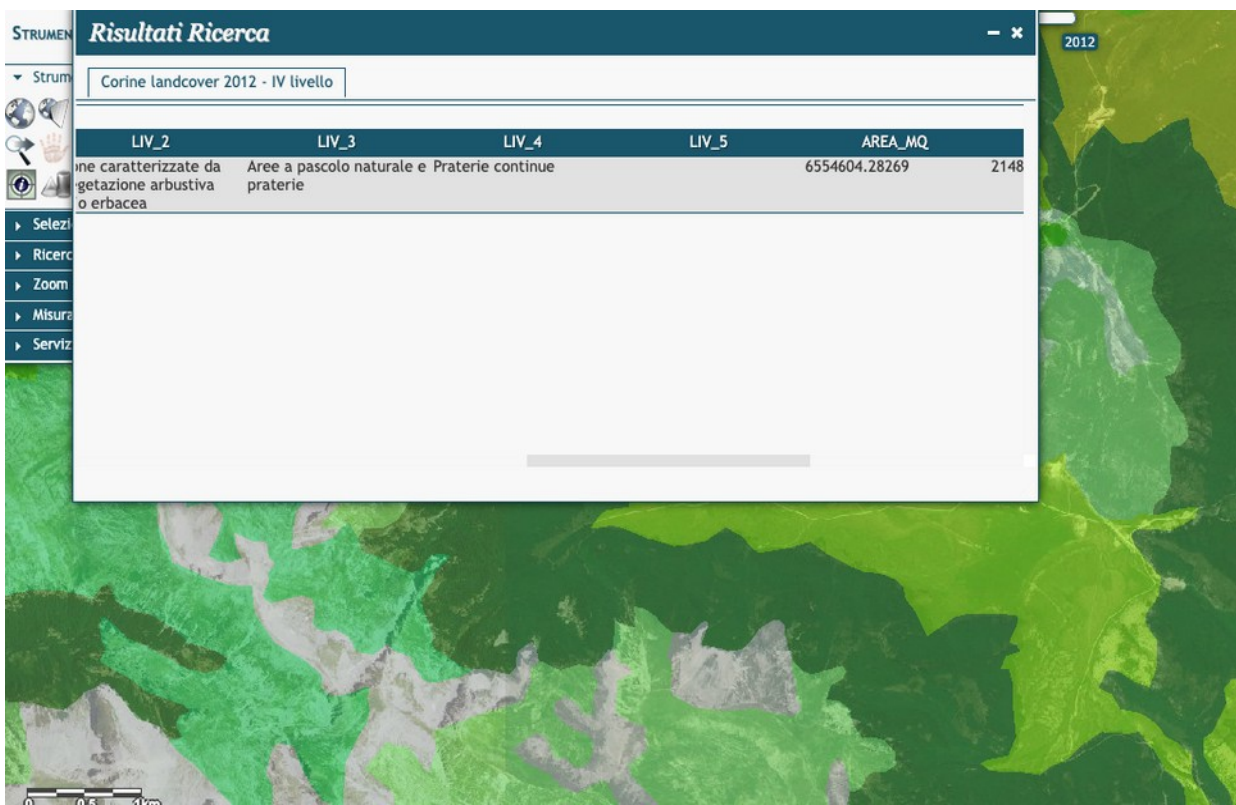 STRUMEN
Risultati Ricerca
2012
Strum
Corine landcover 2012 - IV livello
LIV_2 LIV_3 LIV_4 LIV_5 AREA_MQ
ne caratterizzate da Aree a pascolo naturale e Praterie continue 6554604.28269 2148
getazione arbustiva praterie
o erbacea
Selezi
Ricerc
Zoom
Misura
Serviz
0 0.5 1km